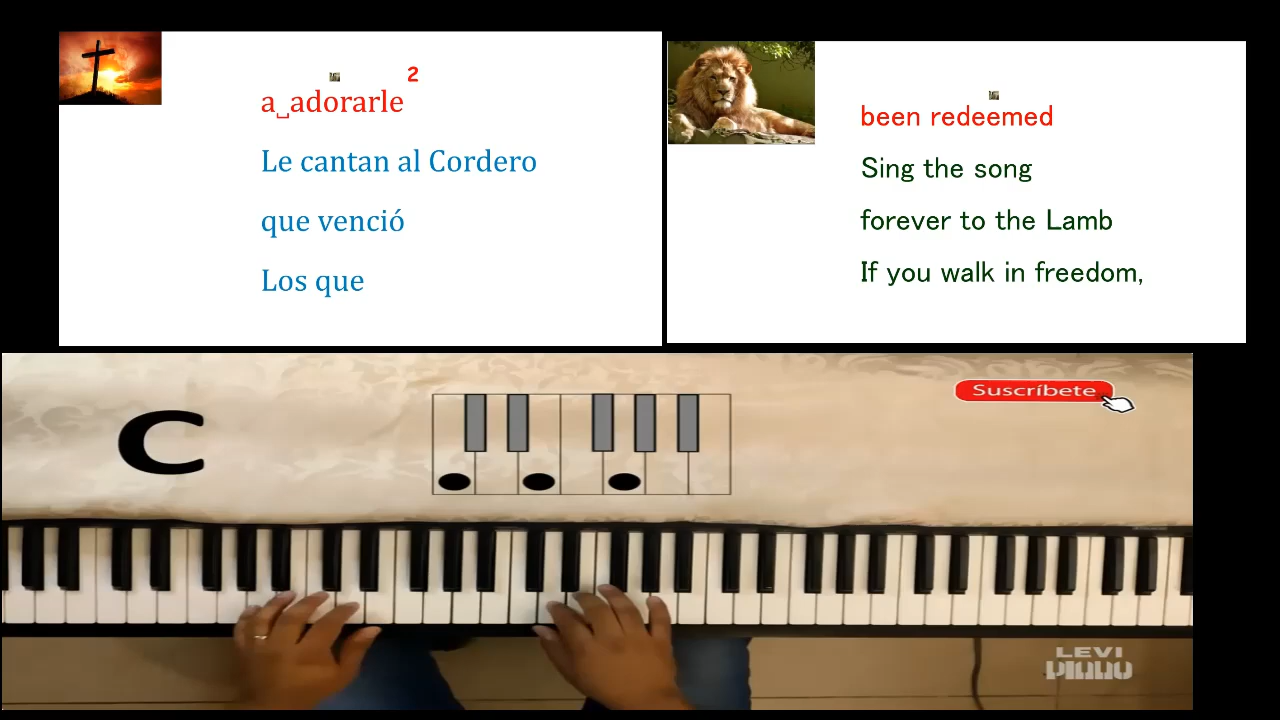 2
a_adorarle
Le cantan al Cordero
que venció
Los que
been redeemed
Sing the song
forever to the Lamb
If you walk in freedom,
C
Suscríbete
LEVI
PIANO